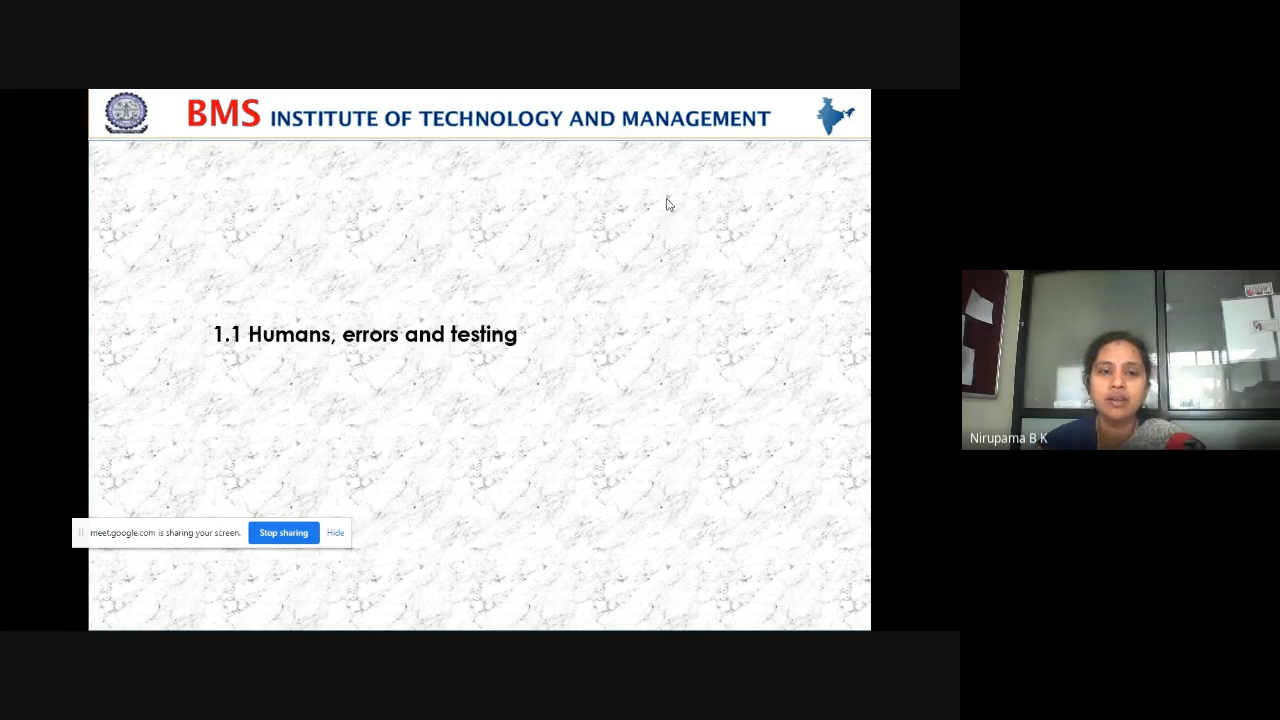 BMS INSTITUTE OF TECHNOLOGY AND MANAGEMENT
1.1 Humans, errors and testing
meet.google.com is sharing your screen. Stop sharing Hide
Nirupama B K